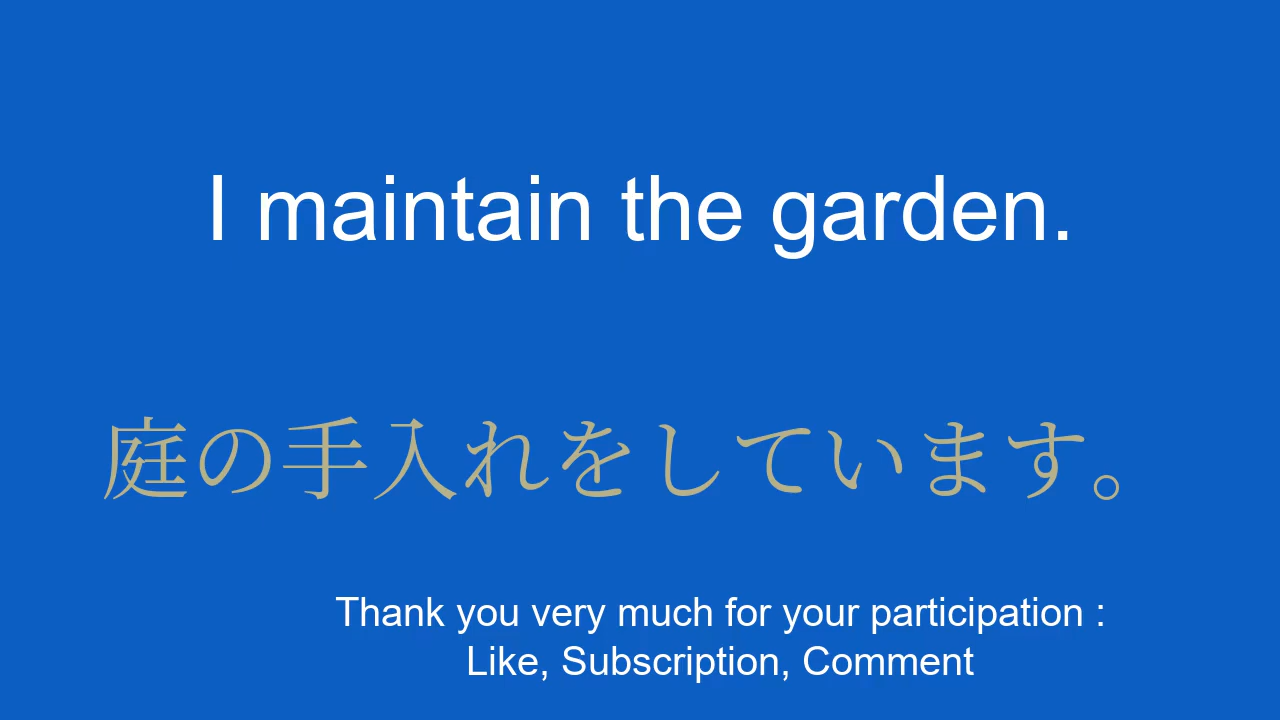 I maintain the garden.
庭の手入れをしています。
Thank you very much for your participation :
Like, Subscription, Comment